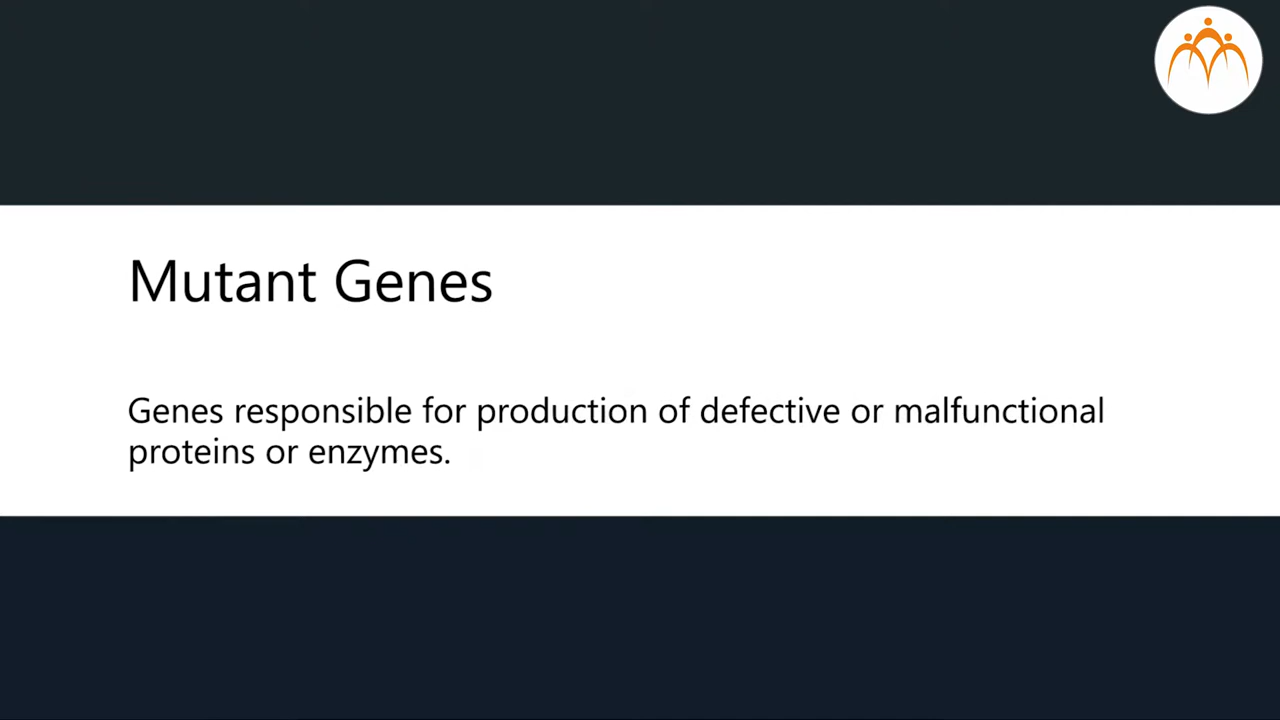 Mutant Genes
Genes responsible for production of defective or malfunctional
proteins or enzymes.